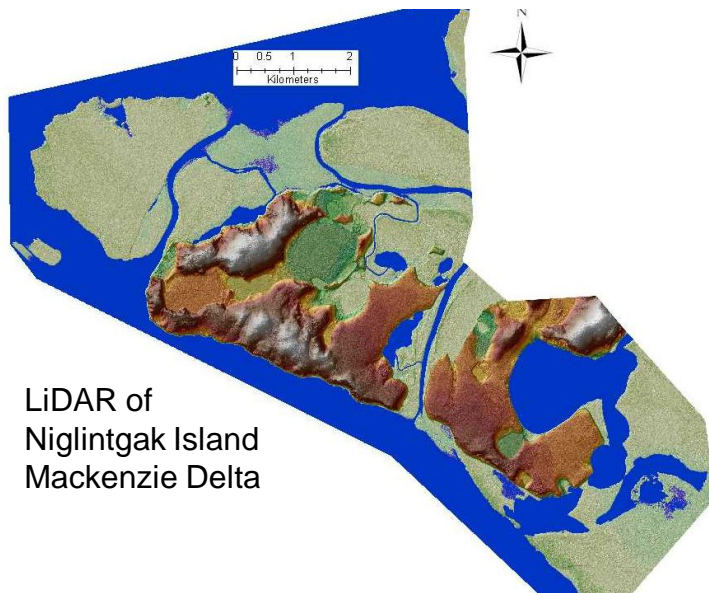 N
0 0.5 1 2
Kilometers
LiDAR of
Niglintgak Island
Mackenzie Delta